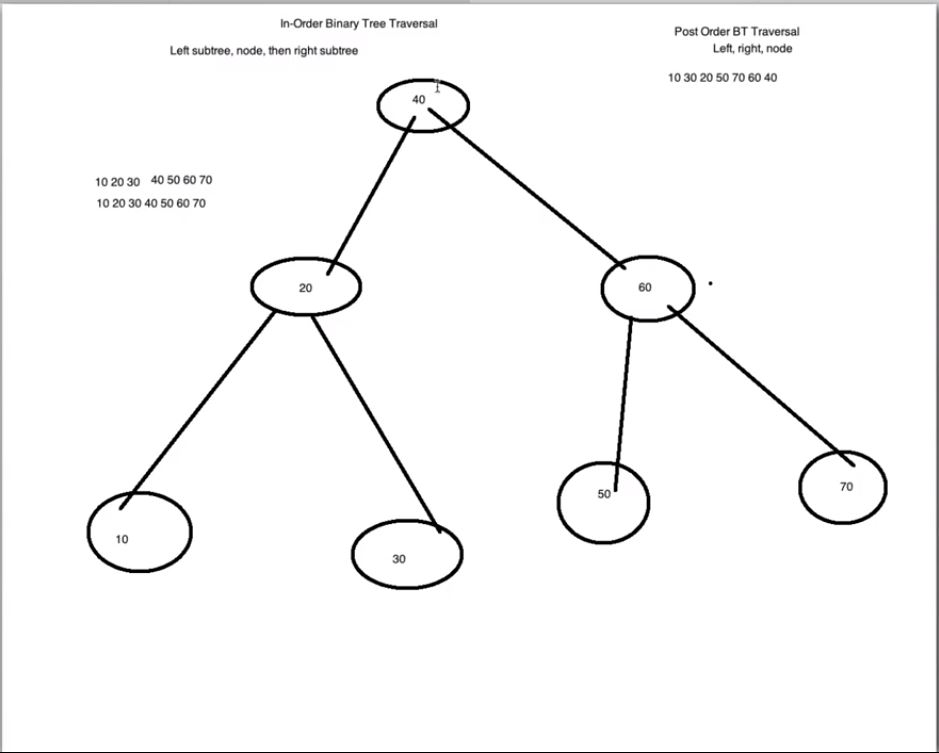 In-Order Binary Tree Traversal
Left subtree, node, then right subtree
Post Order BT Traversal
Left, right, node
10 30 20 50 70 60 40
40
10 20 30 40 50 60 70
10 20 30 40 50 60 70
20
60
10
30
50
70